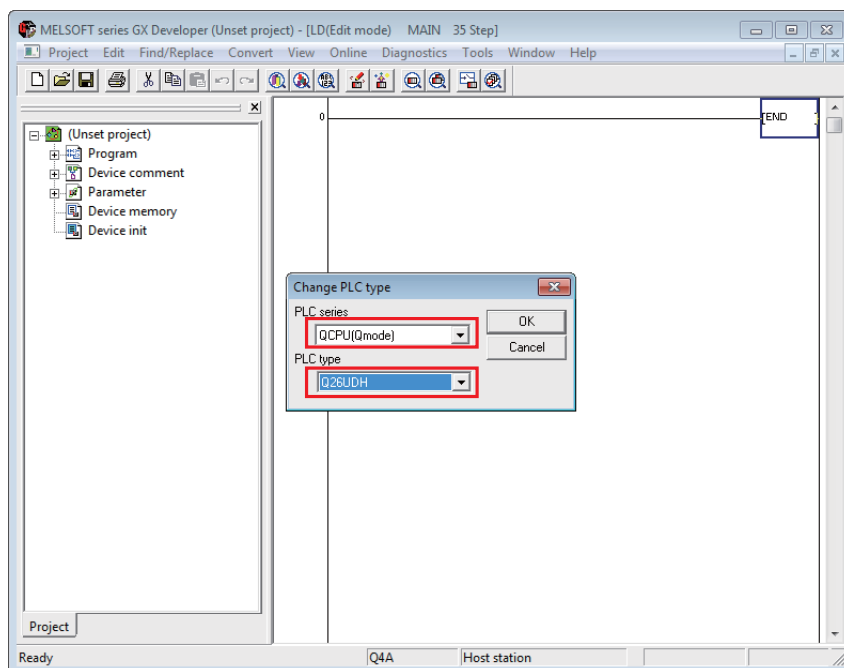 MELSOFT series GX Developer (Unset project) - [LD(Edit mode) MAIN 35 Step]
Project Edit Find/Replace Convert View Online Diagnostics Tools Window Help
(Unset project)
Program
Device comment
Parameter
Device memory
Device init
Project
0
[END ]
Change PLC type
PLC series
QCPU(Qmode)
PLC type
Q26UDH
OK
Cancel
Ready Q4A Host station